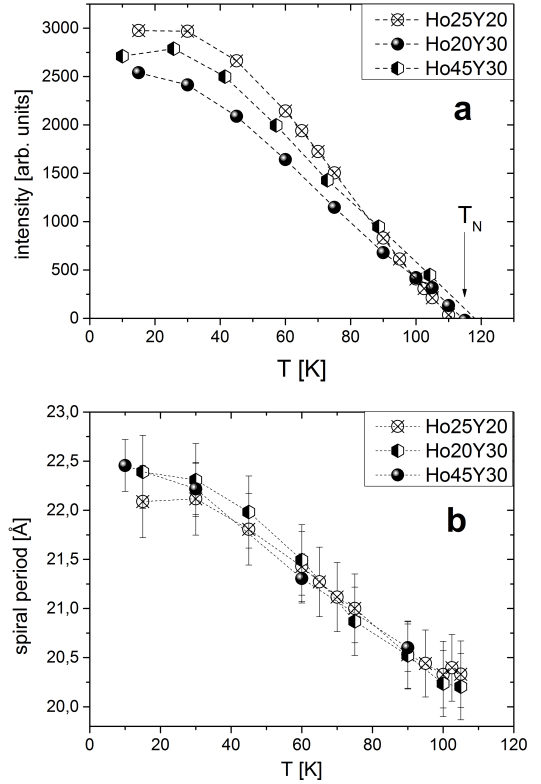 3000
2500
2000
1500
1000
500
0
intensity [arb. units]
Ho25Y20
Ho20Y30
Ho45Y30
a
T_N
0 20 40 60 80 100 120
T [K]
23,0
22,5
22,0
21,5
21,0
20,5
20,0
spiral period [Å]
Ho25Y20
Ho20Y30
Ho45Y30
b
0 20 40 60 80 100 120
T [K]